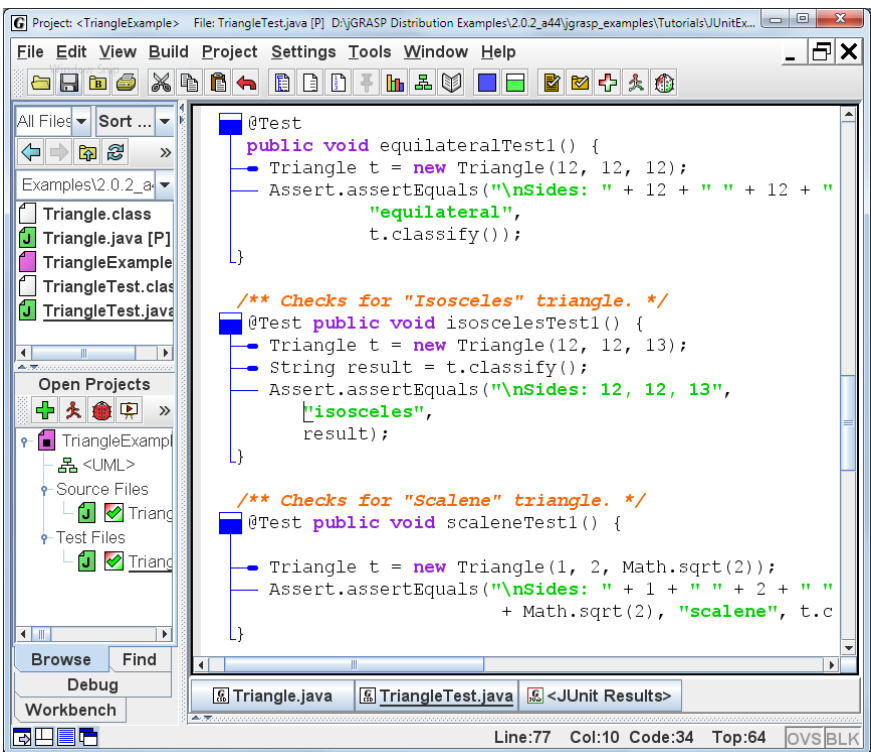 Project: <TriangleExample> File: TriangleTest.java [P] D:\jGRASP Distribution Examples\2.0.2_a44\jgrasp_examples\Tutorials\JUnitEx...
File Edit View Build Project Settings Tools Window Help
All Files Sort ...
»
Examples\2.0.2_a
Triangle.class
Triangle.java [P]
TriangleExample
TriangleTest.clas
TriangleTest.java
Open Projects
»
TriangleExampl
<UML>
Source Files
Triang
Test Files
Triang
Browse Find
Debug
Workbench
@Test
public void equilateralTest1() {
Triangle t = new Triangle(12, 12, 12);
Assert.assertEquals("\nSides: " + 12 + " " + 12 + "
"equilateral",
t.classify());
}
/** Checks for "Isosceles" triangle. */
@Test public void isoscelesTest1() {
Triangle t = new Triangle(12, 12, 13);
String result = t.classify();
Assert.assertEquals("\nSides: 12, 12, 13",
"isosceles",
result);
}
/** Checks for "Scalene" triangle. */
@Test public void scaleneTest1() {
Triangle t = new Triangle(1, 2, Math.sqrt(2));
Assert.assertEquals("\nSides: " + 1 + " " + 2 + " "
+ Math.sqrt(2), "scalene", t.c
}
Triangle.java TriangleTest.java <JUnit Results>
Line:77 Col:10 Code:34 Top:64 OVS BLK